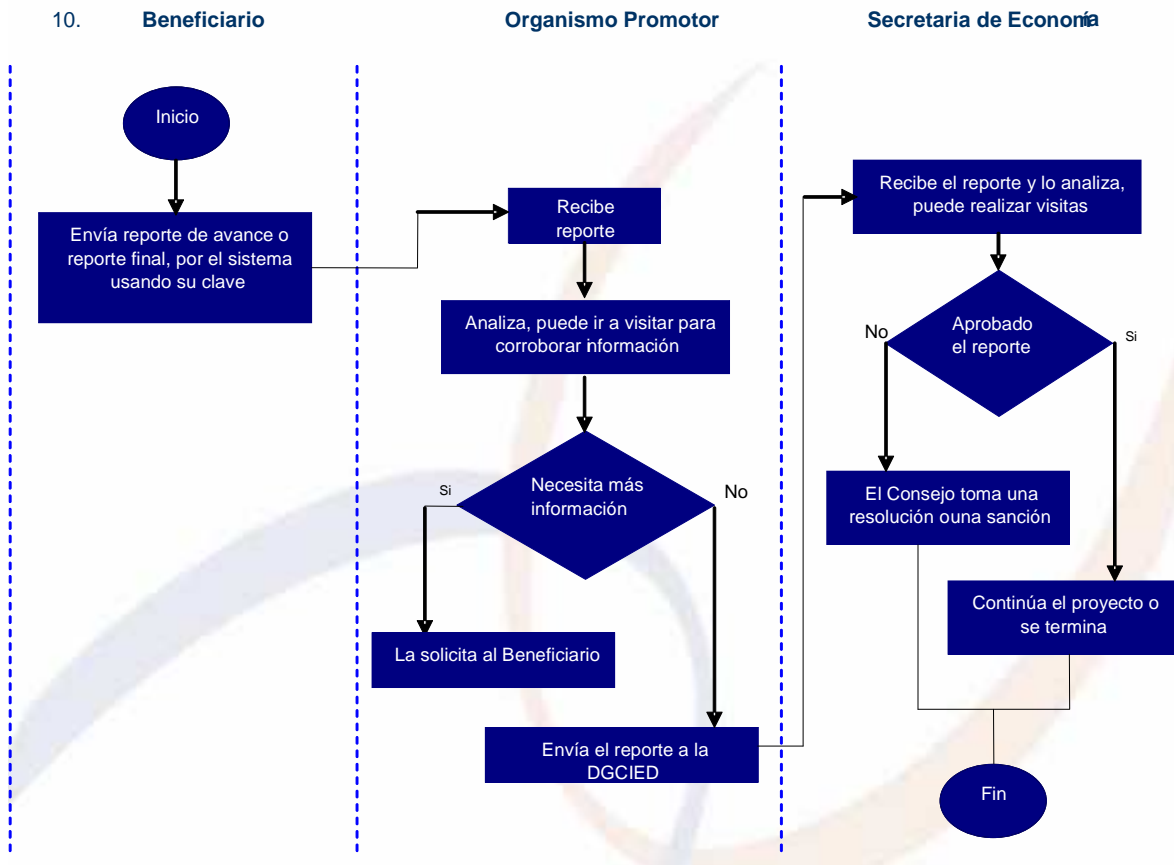 10. Beneficiario Organismo Promotor Secretaria de Economía
Inicio
Envía reporte de avance o
reporte final, por el sistema
usando su clave
Recibe
reporte
Analiza, puede ir a visitar para
corroborar información
Necesita más
información
Si
No
La solicita al Beneficiario
Envía el reporte a la
DGCIED
Recibe el reporte y lo analiza,
puede realizar visitas
Aprobado
el reporte
No
Si
El Consejo toma una
resolución ouna sanción
Continúa el proyecto o
se termina
Fin